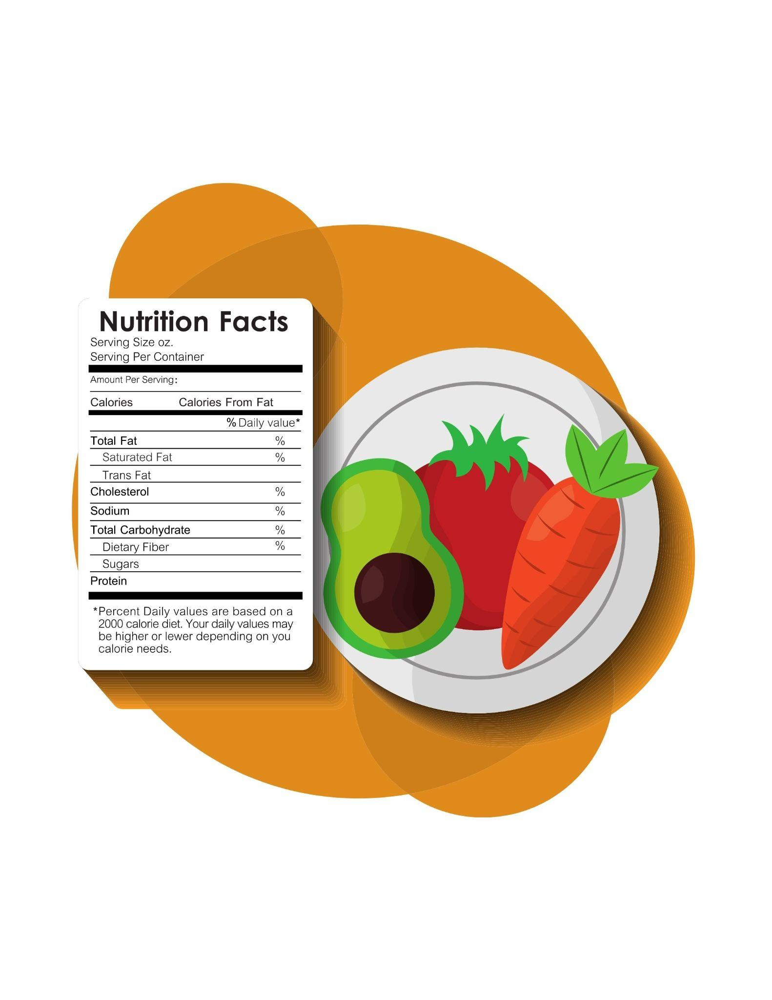 Nutrition Facts
Serving Size oz.
Serving Per Container
Amount Per Serving:
Calories Calories From Fat
% Daily value*
Total Fat %
Saturated Fat %
Trans Fat
Cholesterol %
Sodium %
Total Carbohydrate %
Dietary Fiber %
Sugars
Protein
*Percent Daily values are based on a
2000 calorie diet. Your daily values may
be higher or lewer depending on you
calorie needs.